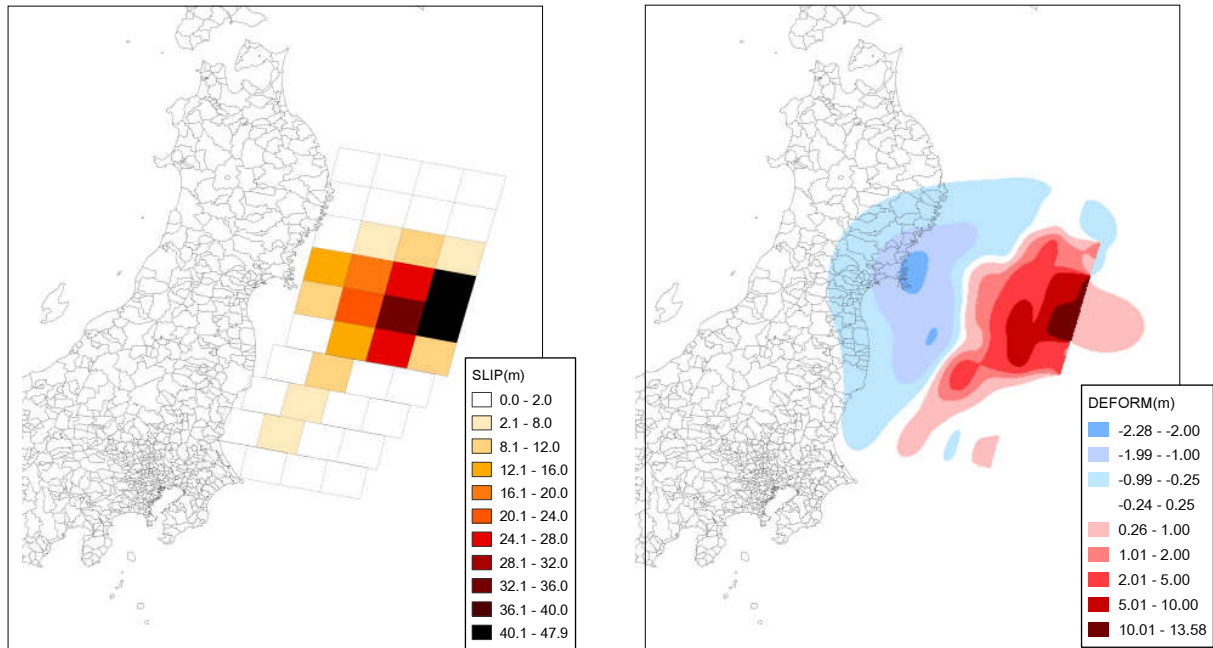 SLIP(m)
0.0 - 2.0
2.1 - 8.0
8.1 - 12.0
12.1 - 16.0
16.1 - 20.0
20.1 - 24.0
24.1 - 28.0
28.1 - 32.0
32.1 - 36.0
36.1 - 40.0
40.1 - 47.9
DEFORM(m)
-2.28 - -2.00
-1.99 - -1.00
-0.99 - -0.25
-0.24 - 0.25
0.26 - 1.00
1.01 - 2.00
2.01 - 5.00
5.01 - 10.00
10.01 - 13.58